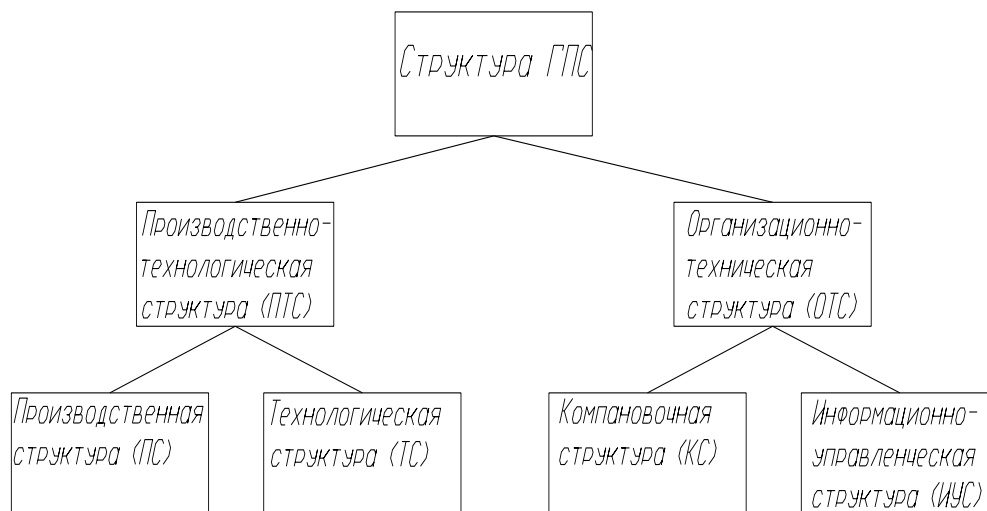 Структура ГПС
Производственно-
технологическая
структура (ПТС)
Организационно-
техническая
структура (ОТС)
Производственная
структура (ПС)
Технологическая
структура (ТС)
Компановочная
структура (КС)
Информационно-
управленческая
структура (ИУС)